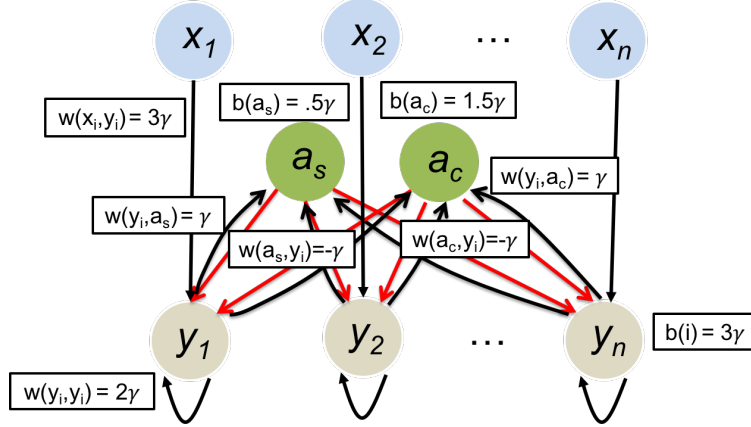 x1 x2 ... xn
b(as) = .5γ b(ac) = 1.5γ
w(xi,yi) = 3γ
as ac
w(yi,ac) = γ
w(yi,as) = γ
w(as,yi)=-γ w(ac,yi)=-γ
y1 y2 ... yn
b(i) = 3γ
w(yi,yi) = 2γ